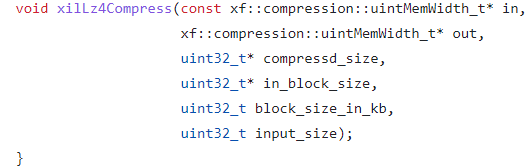 void xilLz4Compress(const xf::compression::uintMemWidth_t* in,
xf::compression::uintMemWidth_t* out,
uint32_t* compressd_size,
uint32_t* in_block_size,
uint32_t block_size_in_kb,
uint32_t input_size);
}